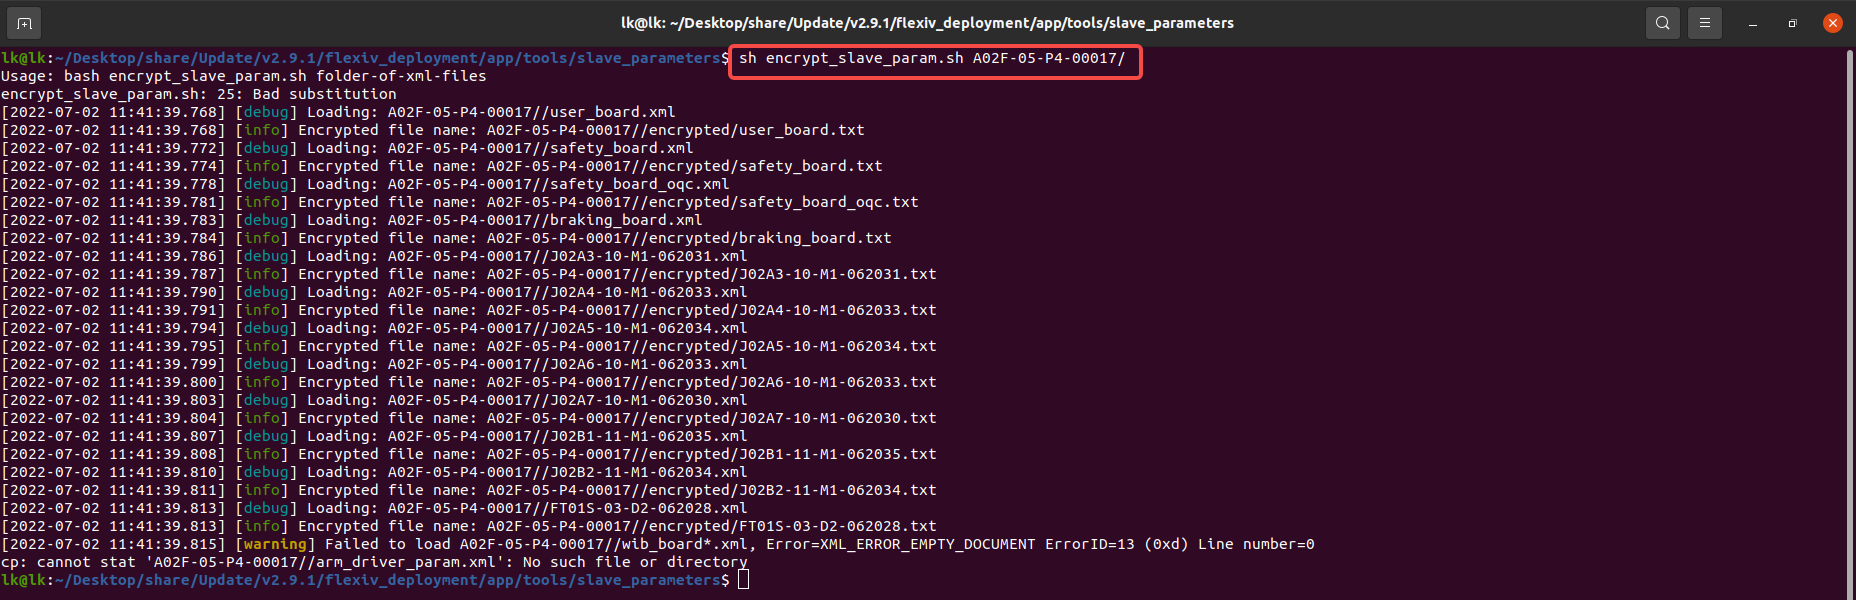 lk@lk: ~/Desktop/share/Update/v2.9.1/flexiv_deployment/app/tools/slave_parameters
lk@lk:~/Desktop/share/Update/v2.9.1/flexiv_deployment/app/tools/slave_parameters$ sh encrypt_slave_param.sh A02F-05-P4-00017/
Usage: bash encrypt_slave_param.sh folder-of-xml-files
encrypt_slave_param.sh: 25: Bad substitution
[2022-07-02 11:41:39.768] [debug] Loading: A02F-05-P4-00017//user_board.xml
[2022-07-02 11:41:39.768] [info] Encrypted file name: A02F-05-P4-00017//encrypted/user_board.txt
[2022-07-02 11:41:39.772] [debug] Loading: A02F-05-P4-00017//safety_board.xml
[2022-07-02 11:41:39.774] [info] Encrypted file name: A02F-05-P4-00017//encrypted/safety_board.txt
[2022-07-02 11:41:39.778] [debug] Loading: A02F-05-P4-00017//safety_board_oqc.xml
[2022-07-02 11:41:39.781] [info] Encrypted file name: A02F-05-P4-00017//encrypted/safety_board_oqc.txt
[2022-07-02 11:41:39.783] [debug] Loading: A02F-05-P4-00017//braking_board.xml
[2022-07-02 11:41:39.784] [info] Encrypted file name: A02F-05-P4-00017//encrypted/braking_board.txt
[2022-07-02 11:41:39.786] [debug] Loading: A02F-05-P4-00017//J02A3-10-M1-062031.xml
[2022-07-02 11:41:39.787] [info] Encrypted file name: A02F-05-P4-00017//encrypted/J02A3-10-M1-062031.txt
[2022-07-02 11:41:39.790] [debug] Loading: A02F-05-P4-00017//J02A4-10-M1-062033.xml
[2022-07-02 11:41:39.791] [info] Encrypted file name: A02F-05-P4-00017//encrypted/J02A4-10-M1-062033.txt
[2022-07-02 11:41:39.794] [debug] Loading: A02F-05-P4-00017//J02A5-10-M1-062034.xml
[2022-07-02 11:41:39.795] [info] Encrypted file name: A02F-05-P4-00017//encrypted/J02A5-10-M1-062034.txt
[2022-07-02 11:41:39.799] [debug] Loading: A02F-05-P4-00017//J02A6-10-M1-062033.xml
[2022-07-02 11:41:39.800] [info] Encrypted file name: A02F-05-P4-00017//encrypted/J02A6-10-M1-062033.txt
[2022-07-02 11:41:39.803] [debug] Loading: A02F-05-P4-00017//J02A7-10-M1-062030.xml
[2022-07-02 11:41:39.804] [info] Encrypted file name: A02F-05-P4-00017//encrypted/J02A7-10-M1-062030.txt
[2022-07-02 11:41:39.807] [debug] Loading: A02F-05-P4-00017//J02B1-11-M1-062035.xml
[2022-07-02 11:41:39.808] [info] Encrypted file name: A02F-05-P4-00017//encrypted/J02B1-11-M1-062035.txt
[2022-07-02 11:41:39.810] [debug] Loading: A02F-05-P4-00017//J02B2-11-M1-062034.xml
[2022-07-02 11:41:39.811] [info] Encrypted file name: A02F-05-P4-00017//encrypted/J02B2-11-M1-062034.txt
[2022-07-02 11:41:39.813] [debug] Loading: A02F-05-P4-00017//FT01S-03-D2-062028.xml
[2022-07-02 11:41:39.813] [info] Encrypted file name: A02F-05-P4-00017//encrypted/FT01S-03-D2-062028.txt
[2022-07-02 11:41:39.815] [warning] Failed to load A02F-05-P4-00017//wib_board*.xml, Error=XML_ERROR_EMPTY_DOCUMENT ErrorID=13 (0xd) Line number=0
cp: cannot stat 'A02F-05-P4-00017//arm_driver_param.xml': No such file or directory
lk@lk:~/Desktop/share/Update/v2.9.1/flexiv_deployment/app/tools/slave_parameters$